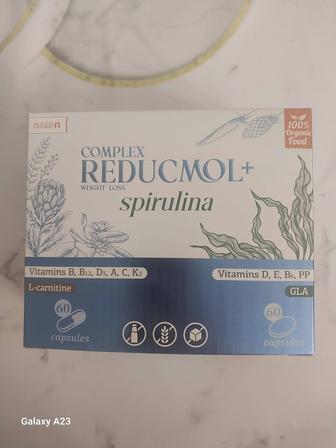 100%
Organic
Food
COMPLEX
REDUCMOL+
WEIGHT LOSS
spirulina
Vitamins B, B12, D3, A, C, K2
Vitamins D, E, B6, PP
L-carnitine
GLA
60
capsules
60
capsules
Galaxy A23